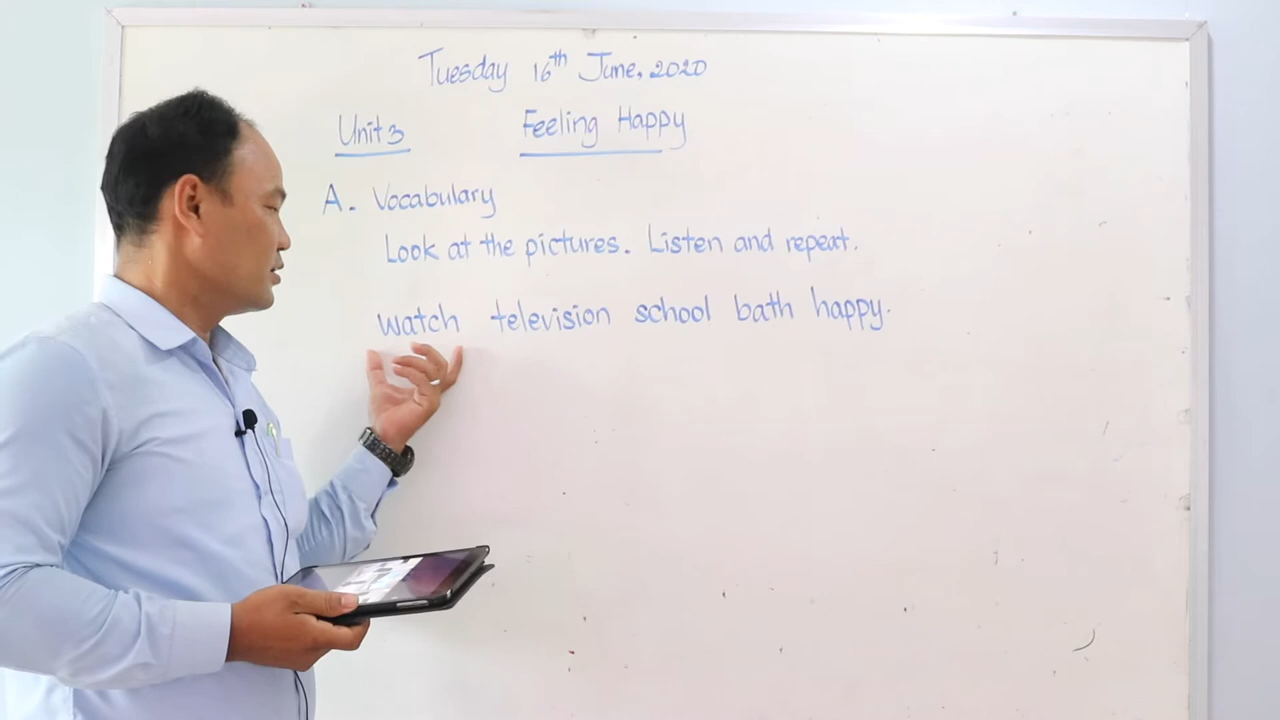 Tuesday 16th June, 2020
Unit 3 Feeling Happy
A. Vocabulary
Look at the pictures. Listen and repeat.
watch television school bath happy.